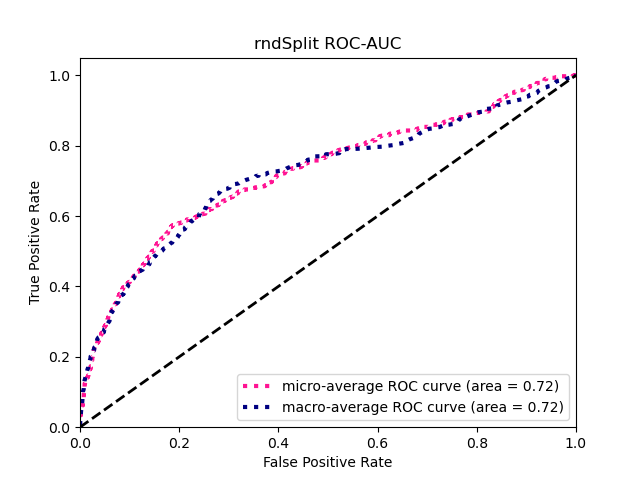 rndSplit ROC-AUC
True Positive Rate
1.0
0.8
0.6
0.4
0.2
0.0
micro-average ROC curve (area = 0.72)
macro-average ROC curve (area = 0.72)
0.0 0.2 0.4 0.6 0.8 1.0
False Positive Rate